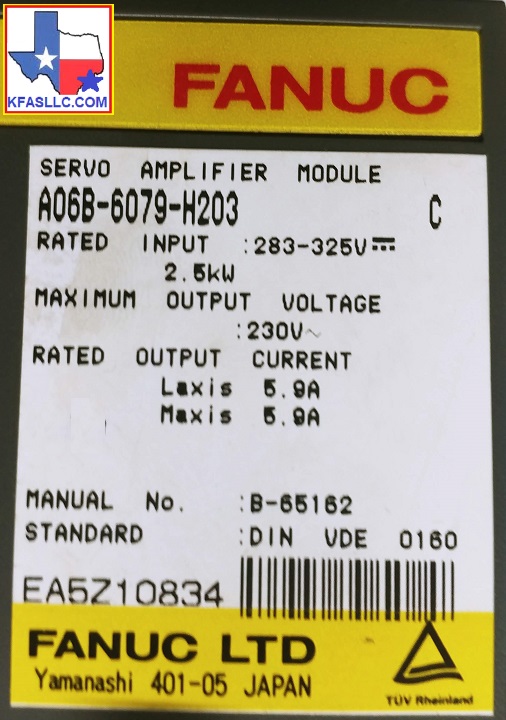 KFASLLC.COM
FANUC
SERVO AMPLIFIER MODULE
A06B-6079-H203 C
RATED INPUT :283-325V⎓
2.5kW
MAXIMUM OUTPUT VOLTAGE
:230V~
RATED OUTPUT CURRENT
Laxis 5.9A
Maxis 5.9A
MANUAL No. :B-65162
STANDARD :DIN VDE 0160
EA5Z10834
FANUC LTD
Yamanashi 401-05 JAPAN
TÜV Rheinland